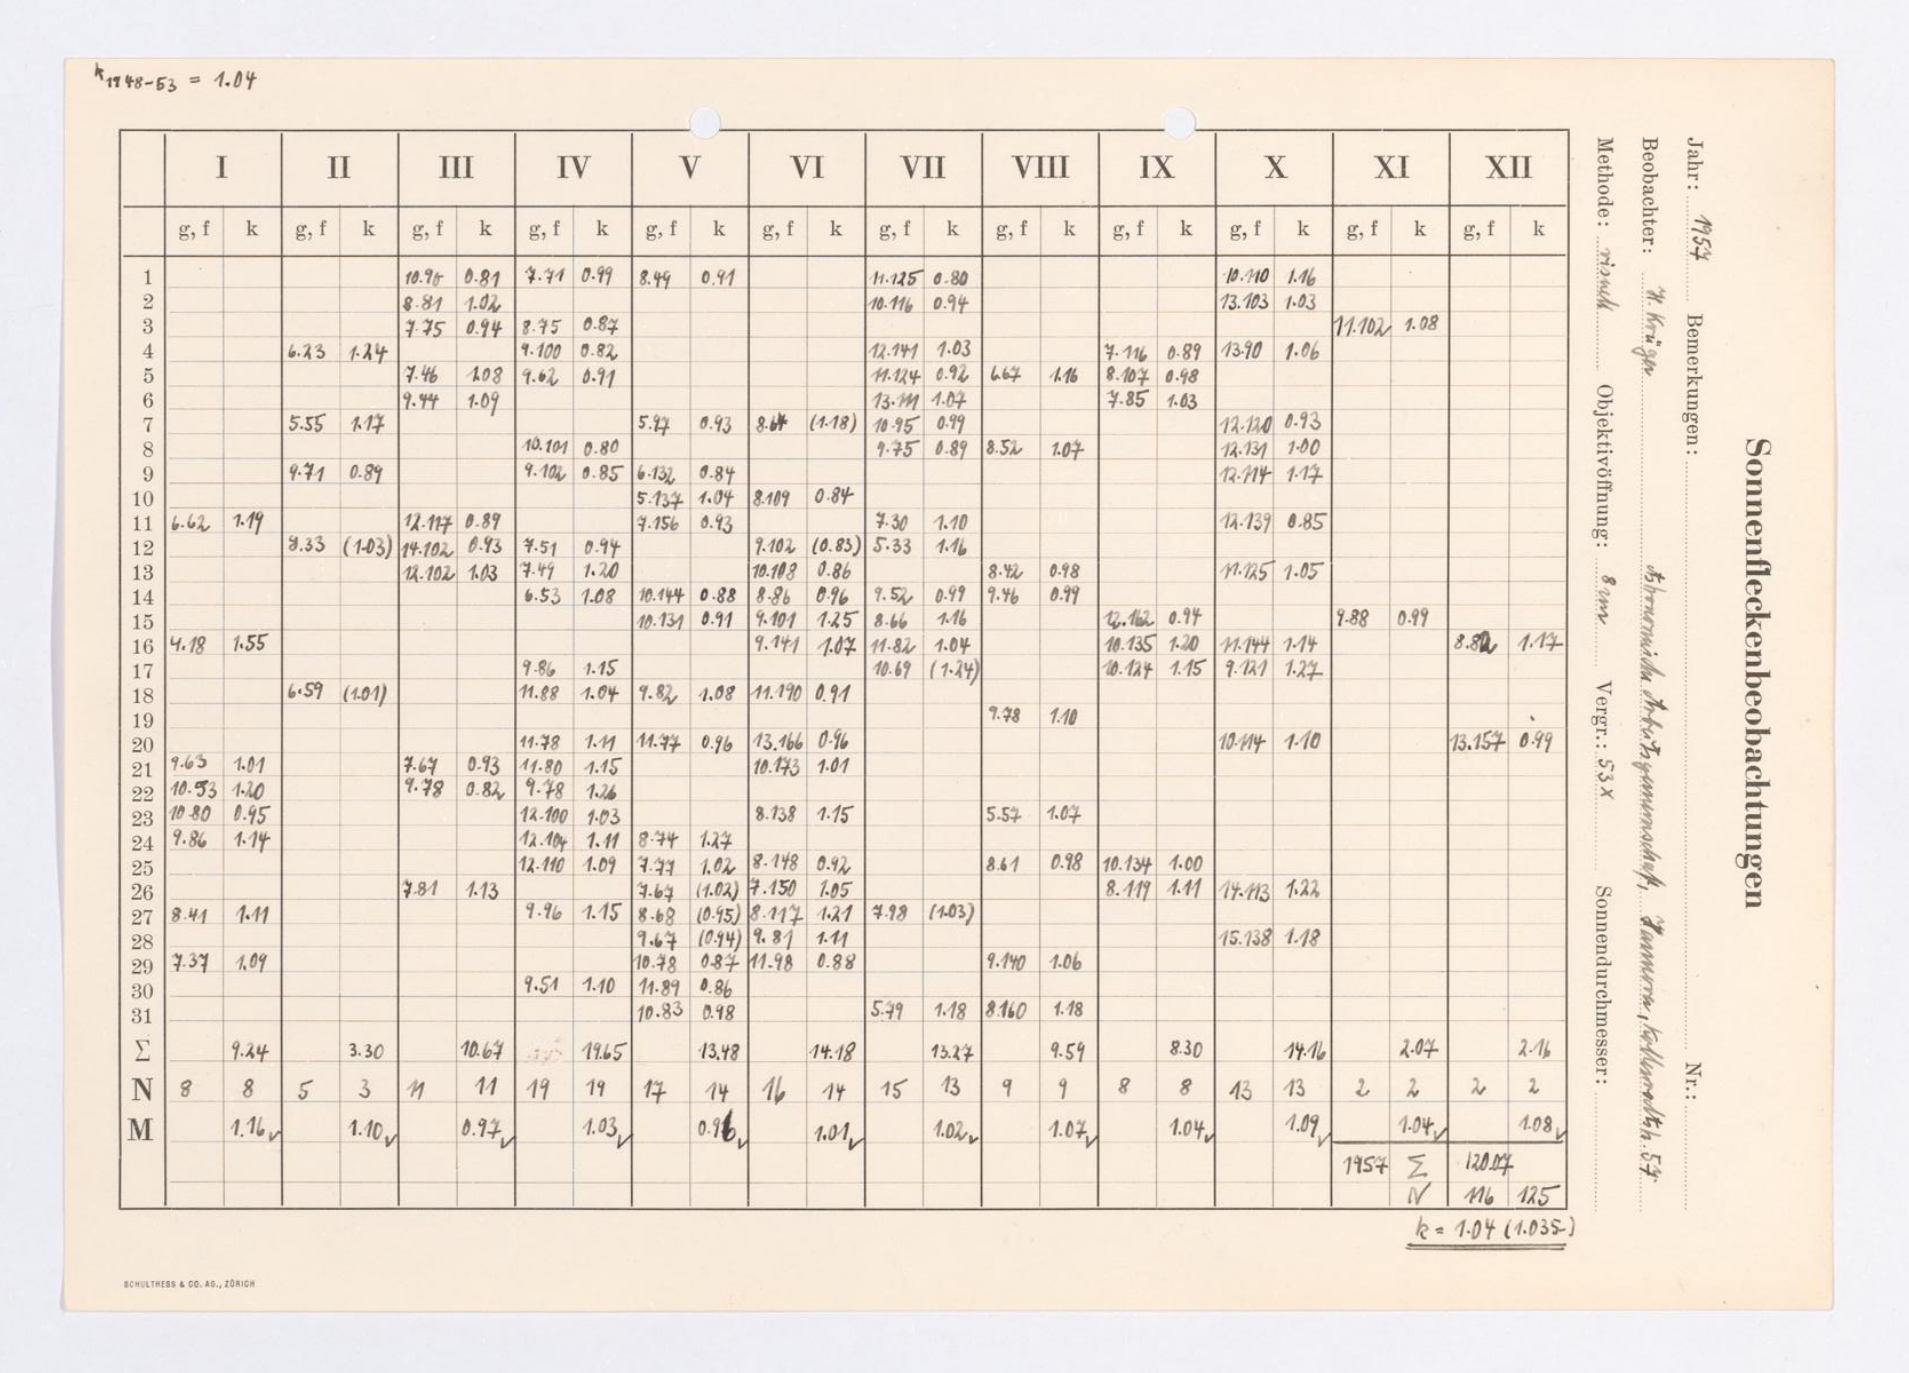 k 1948-53 = 1.04
I II III IV V VI VII VIII IX X XI XII
g, f k g, f k g, f k g, f k g, f k g, f k g, f k g, f k g, f k g, f k g, f k g, f k
1 10.90 0.81 7.71 0.99 8.49 0.91 11.125 0.80 10.110 1.16
2 8.81 1.02 10.116 0.94 13.103 1.03
3 7.75 0.94 8.75 0.87 11.102 1.08
4 6.23 1.24 9.100 0.82 12.141 1.03 7.116 0.89 13.90 1.06
5 7.46 1.08 9.62 0.91 11.124 0.92 6.67 1.16 8.107 0.98
6 9.44 1.09 13.111 1.07 7.85 1.03
7 5.55 1.17 5.97 0.93 8.64 (1.18) 10.95 0.99 12.120 0.93
8 10.101 0.80 9.75 0.89 8.52 1.07 12.131 1.00
9 9.71 0.89 9.102 0.85 6.132 0.84 12.114 1.17
10 5.137 1.04 8.109 0.84
11 6.62 1.19 12.117 0.89 7.156 0.93 7.30 1.10 12.139 0.85
12 8.33 (1.03) 14.102 0.93 7.51 0.94 9.102 (0.83) 5.33 1.16
13 12.102 1.03 7.49 1.20 10.108 0.86 8.42 0.98 11.125 1.05
14 6.53 1.08 10.144 0.88 8.86 0.96 9.52 0.99 9.46 0.99
15 10.131 0.91 9.101 1.25 8.66 1.16 12.162 0.94 9.88 0.99
16 4.18 1.55 9.141 1.07 11.82 1.04 10.135 1.20 11.144 1.14 8.82 1.17
17 9.86 1.15 10.69 (1.24) 10.124 1.15 9.121 1.27
18 6.59 (1.01) 11.88 1.04 9.82 1.08 11.190 0.91
19 9.78 1.10
20 11.78 1.11 11.77 0.96 13.166 0.96 10.114 1.10 13.157 0.99
21 9.63 1.01 7.67 0.93 11.80 1.15 10.173 1.01
22 10.53 1.20 9.78 0.82 9.78 1.26
23 10 80 0.95 12.100 1.03 8.138 1.15 5.57 1.07
24 9.86 1.14 12.104 1.11 8.74 1.27
25 12.110 1.09 7.77 1.02 8.148 0.92 8.61 0.98 10.134 1.00
26 7.81 1.13 7.67 (1.02) 7.150 1.05 8.119 1.11 14.113 1.22
27 8.41 1.11 9.96 1.15 8.68 (0.95) 8.117 1.21 7.98 (1.03)
28 9.67 (0.94) 9.81 1.11 15.138 1.18
29 7.37 1.09 10.78 0.87 11.98 0.88 9.140 1.06
30 9.51 1.10 11.89 0.86
31 10.83 0.98 5.79 1.18 8.160 1.18
Σ 9.24 3.30 10.67 19.65 13.48 14.18 13.27 9.59 8.30 14.16 2.07 2.16
N 8 8 5 3 11 11 19 19 17 14 16 14 15 13 9 9 8 8 13 13 2 2 2 2
M 1.16 ✓ 1.10 ✓ 0.97 ✓ 1.03 ✓ 0.96 ✓ 1.01 ✓ 1.02 ✓ 1.07 ✓ 1.04 ✓ 1.09 ✓ 1.04 ✓ 1.08 ✓
1957 Σ 120.07
N 116 125
k = 1.04 (1.035)
SCHULTHESS & CO. AG., ZÜRICH
Sonnenfleckenbeobachtungen
Jahr: 1957 Bemerkungen: Nr.:
Beobachter: H. Krüger Astronomische Arbeitsgemeinschaft, Hannover,
Methode: visuell Objektivöffnung: 8 cm Vergr.: 53 X Sonnendurchmesser: